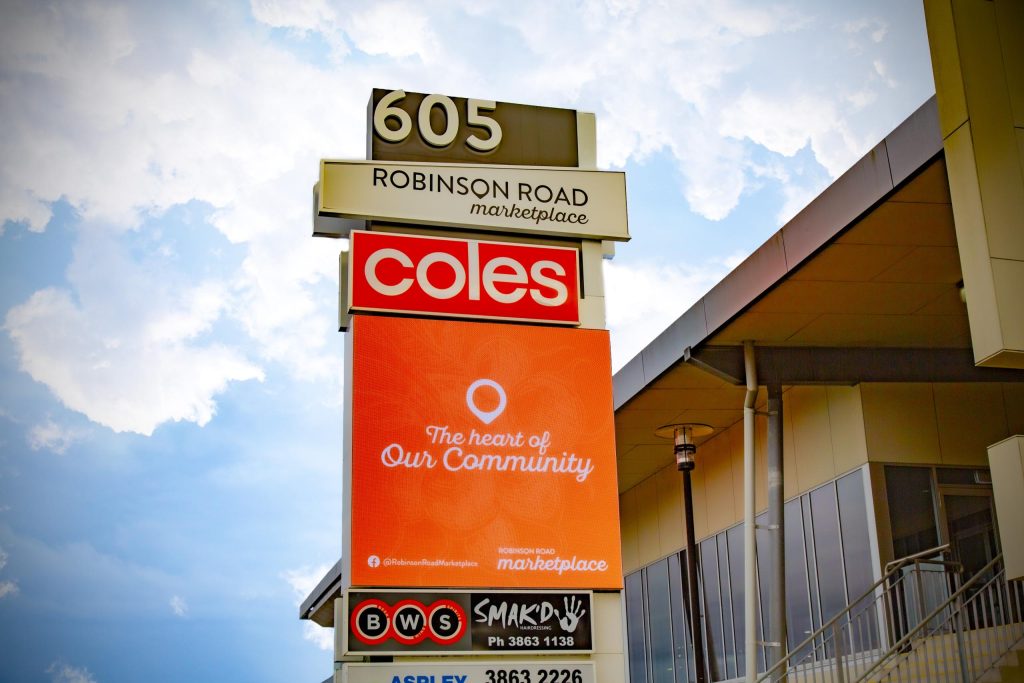 605
ROBINSON ROAD
marketplace
coles
The heart of
Our Community
@RobinsonRoadMarketplace
ROBINSON ROAD
marketplace
BWS
SMAK'D
HAIRDRESSING
Ph 3863 1138
ASPLEY 3863 2226